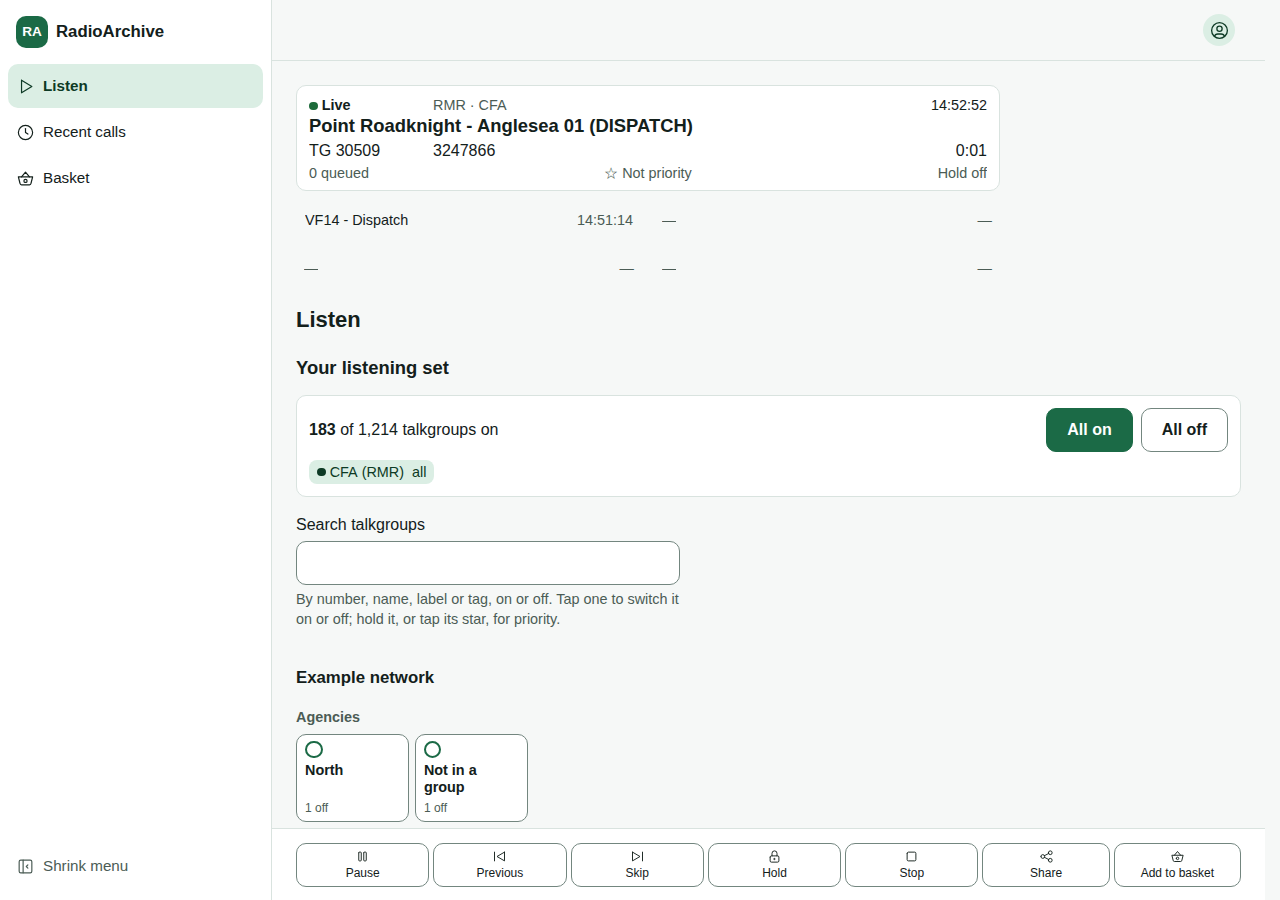 RA RadioArchive
Listen
Recent calls
Basket
Shrink menu
Live RMR · CFA 14:52:52
Point Roadknight - Anglesea 01 (DISPATCH)
TG 30509 3247866 0:01
0 queued ☆ Not priority Hold off
VF14 - Dispatch 14:51:14 — —
— — — —
Listen
Your listening set
183 of 1,214 talkgroups on All on All off
CFA (RMR) all
Search talkgroups
By number, name, label or tag, on or off. Tap one to switch it
on or off; hold it, or tap its star, for priority.
Example network
Agencies
North Not in a
group
1 off 1 off
Pause Previous Skip Hold Stop Share Add to basket